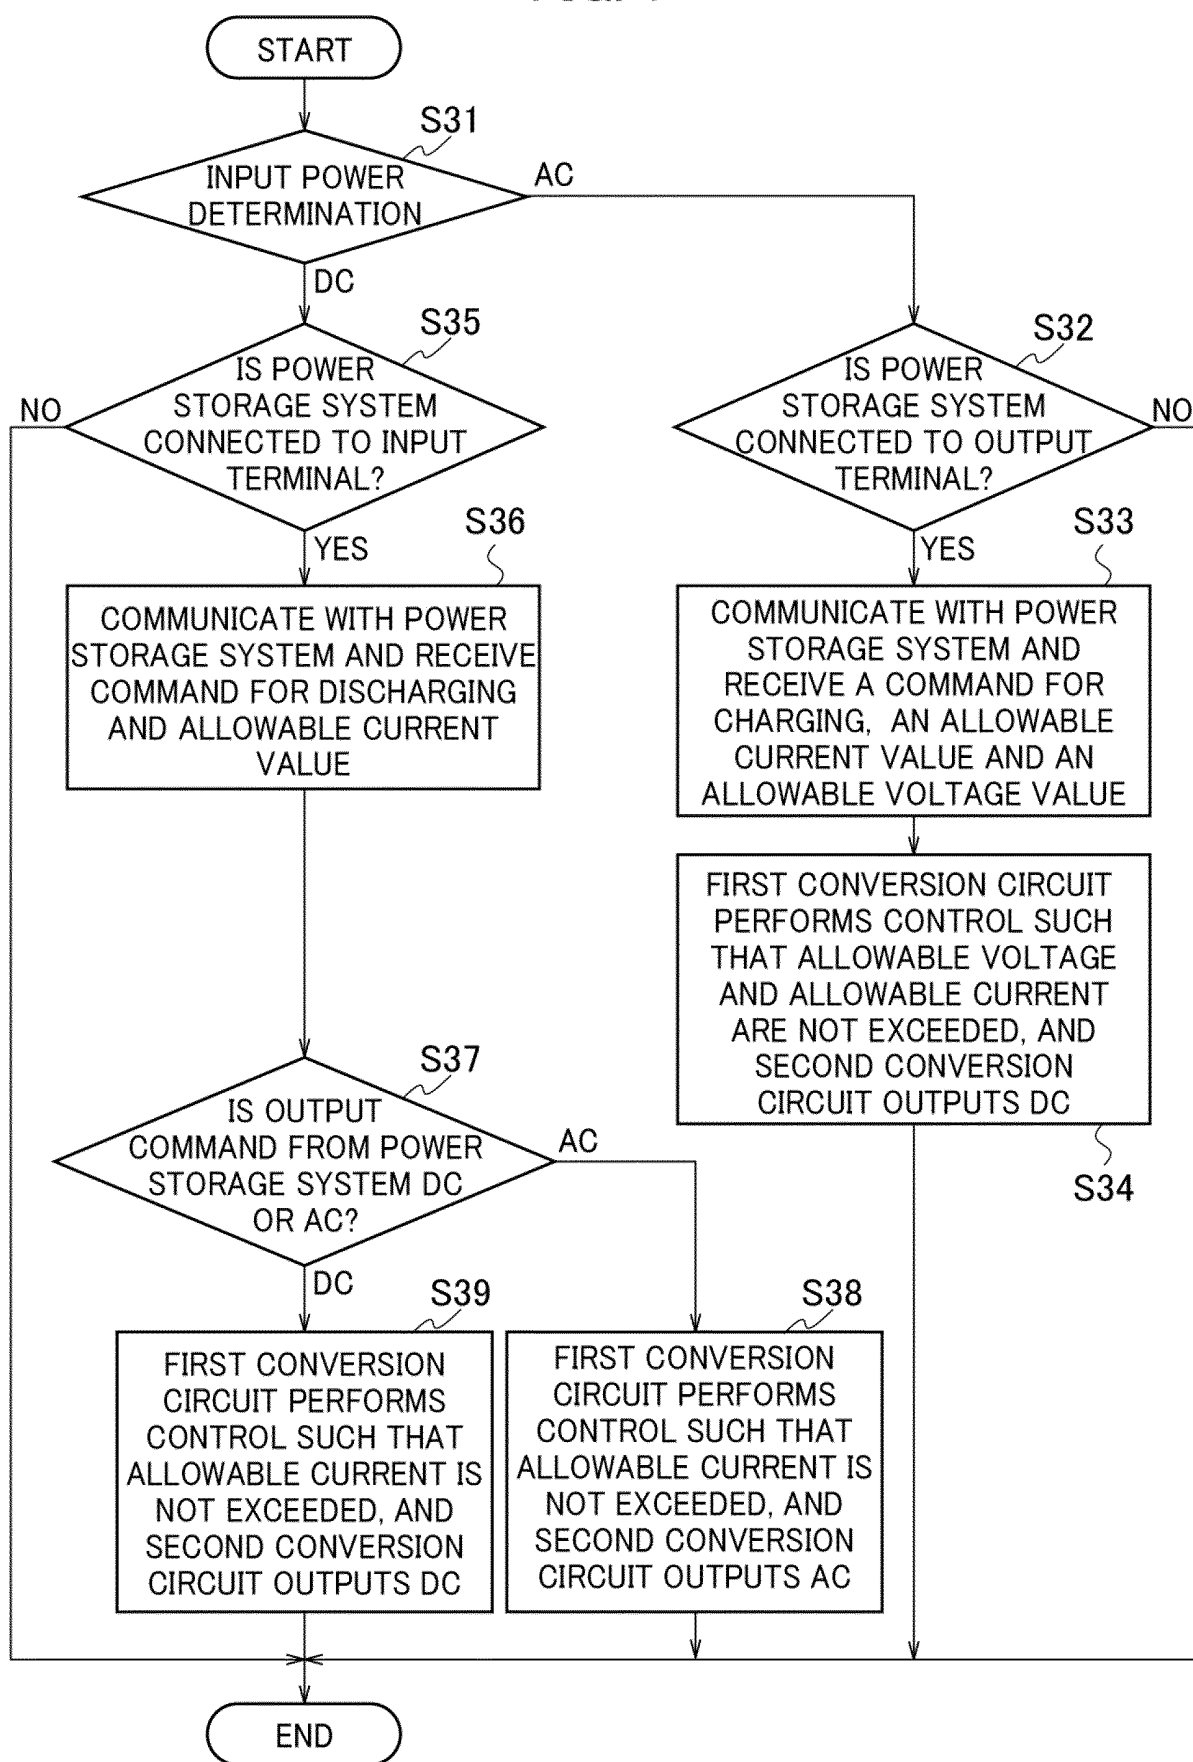 START
S31
INPUT POWER
DETERMINATION
AC
DC
S35
IS POWER
STORAGE SYSTEM
CONNECTED TO INPUT
TERMINAL?
NO
YES
S32
IS POWER
STORAGE SYSTEM
CONNECTED TO OUTPUT
TERMINAL?
NO
YES
S36
COMMUNICATE WITH POWER
STORAGE SYSTEM AND RECEIVE
COMMAND FOR DISCHARGING
AND ALLOWABLE CURRENT
VALUE
S33
COMMUNICATE WITH POWER
STORAGE SYSTEM AND
RECEIVE A COMMAND FOR
CHARGING, AN ALLOWABLE
CURRENT VALUE AND AN
ALLOWABLE VOLTAGE VALUE
FIRST CONVERSION CIRCUIT
PERFORMS CONTROL SUCH
THAT ALLOWABLE VOLTAGE
AND ALLOWABLE CURRENT
ARE NOT EXCEEDED, AND
SECOND CONVERSION
CIRCUIT OUTPUTS DC
S34
S37
IS OUTPUT
COMMAND FROM POWER
STORAGE SYSTEM DC
OR AC?
AC
DC
S39
FIRST CONVERSION
CIRCUIT PERFORMS
CONTROL SUCH THAT
ALLOWABLE CURRENT IS
NOT EXCEEDED, AND
SECOND CONVERSION
CIRCUIT OUTPUTS DC
S38
FIRST CONVERSION
CIRCUIT PERFORMS
CONTROL SUCH THAT
ALLOWABLE CURRENT IS
NOT EXCEEDED, AND
SECOND CONVERSION
CIRCUIT OUTPUTS AC
END